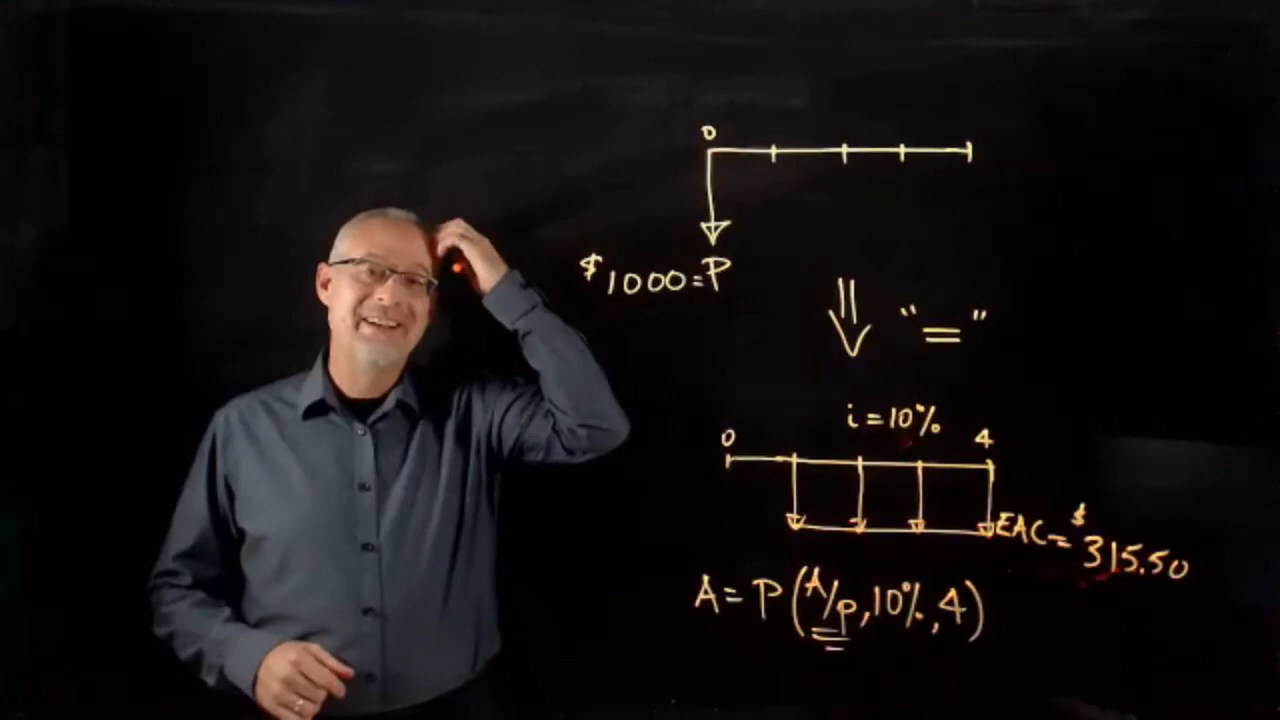 0
$1000=P
"="
i=10%
0 4
EAC=$315.50
A=P(A/P,10%,4)